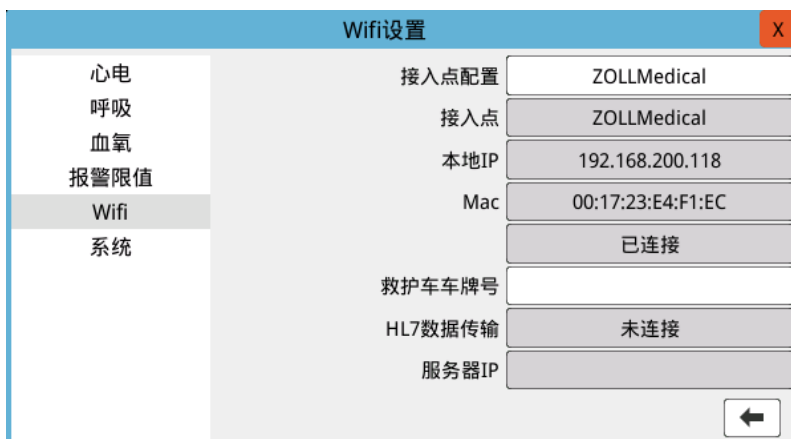 Wifi设置
X
心电
呼吸
血氧
报警限值
Wifi
系统
接入点配置 ZOLLMedical
接入点 ZOLLMedical
本地IP 192.168.200.118
Mac 00:17:23:E4:F1:EC
已连接
救护车车牌号
HL7数据传输 未连接
服务器IP